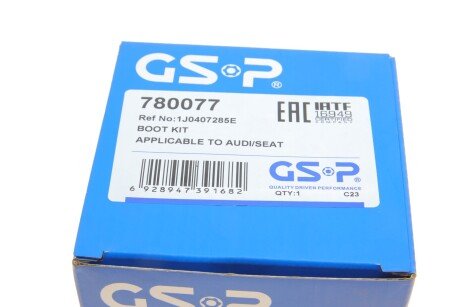 GSP®
780077
Ref No:1J0407285E
BOOT KIT
APPLICABLE TO AUDI/SEAT
EAC IATF
16949
6 928947 391682
GSP®
QUALITY DRIVEN PERFORMANCE
QTY:1 C23
GSP